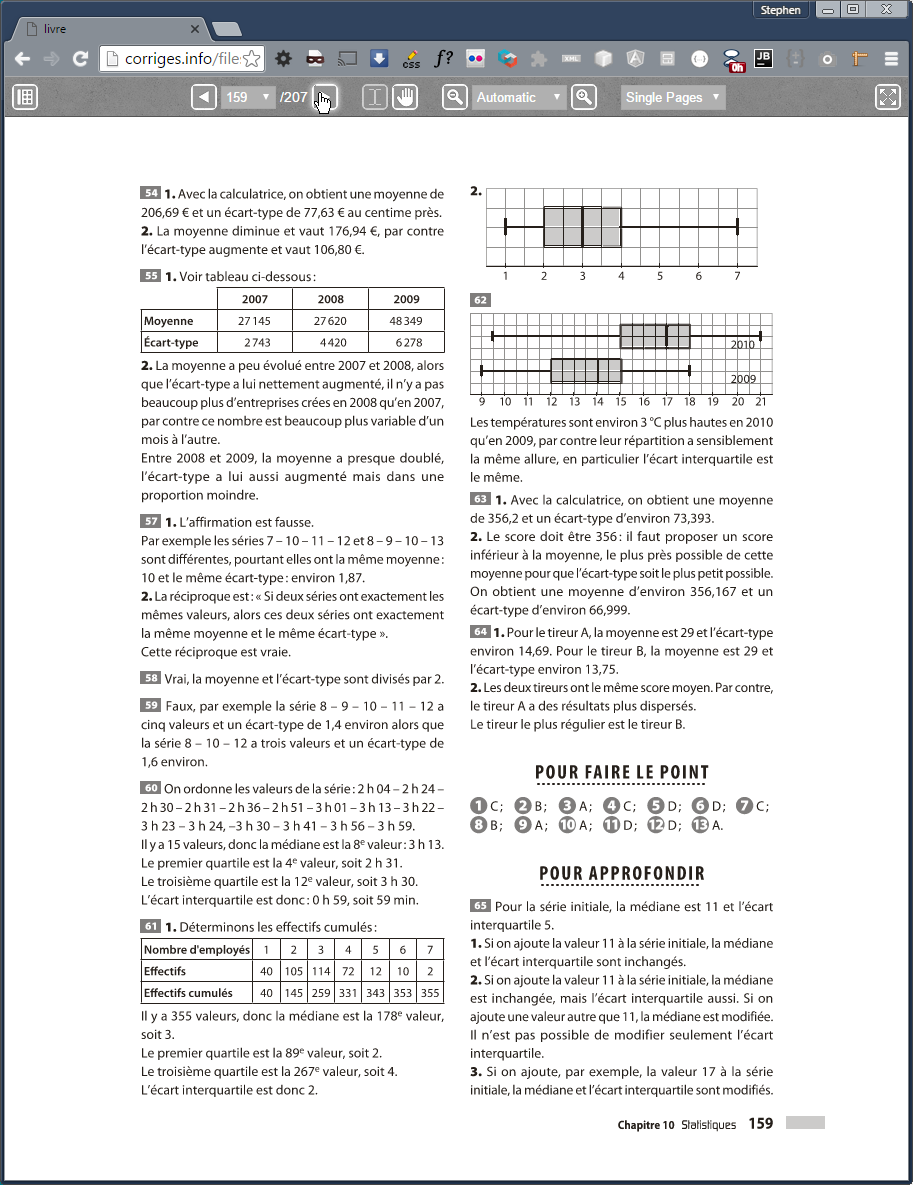 Stephen
livre
corriges.info/file
css
f?
XML
0h
JB
159
/207
Automatic
Single Pages
54 1. Avec la calculatrice, on obtient une moyenne de
206,69 € et un écart-type de 77,63 € au centime près.
2. La moyenne diminue et vaut 176,94 €, par contre
l’écart-type augmente et vaut 106,80 €.
55 1. Voir tableau ci-dessous :
2007 2008 2009
Moyenne 27 145 27 620 48 349
Écart-type 2 743 4 420 6 278
2. La moyenne a peu évolué entre 2007 et 2008, alors
que l’écart-type a lui nettement augmenté, il n’y a pas
beaucoup plus d’entreprises crées en 2008 qu’en 2007,
par contre ce nombre est beaucoup plus variable d’un
mois à l’autre.
Entre 2008 et 2009, la moyenne a presque doublé,
l’écart-type a lui aussi augmenté mais dans une
proportion moindre.
57 1. L’affirmation est fausse.
Par exemple les séries 7 – 10 – 11 – 12 et 8 – 9 – 10 – 13
sont différentes, pourtant elles ont la même moyenne :
10 et le même écart-type : environ 1,87.
2. La réciproque est : « Si deux séries ont exactement les
mêmes valeurs, alors ces deux séries ont exactement
la même moyenne et le même écart-type ».
Cette réciproque est vraie.
58 Vrai, la moyenne et l’écart-type sont divisés par 2.
59 Faux, par exemple la série 8 – 9 – 10 – 11 – 12 a
cinq valeurs et un écart-type de 1,4 environ alors que
la série 8 – 10 – 12 a trois valeurs et un écart-type de
1,6 environ.
60 On ordonne les valeurs de la série : 2 h 04 – 2 h 24 –
2 h 30 – 2 h 31 – 2 h 36 – 2 h 51 – 3 h 01 – 3 h 13 – 3 h 22 –
3 h 23 – 3 h 24, –3 h 30 – 3 h 41 – 3 h 56 – 3 h 59.
Il y a 15 valeurs, donc la médiane est la 8e valeur : 3 h 13.
Le premier quartile est la 4e valeur, soit 2 h 31.
Le troisième quartile est la 12e valeur, soit 3 h 30.
L’écart interquartile est donc : 0 h 59, soit 59 min.
61 1. Déterminons les effectifs cumulés :
Nombre d'employés 1 2 3 4 5 6 7
Effectifs 40 105 114 72 12 10 2
Effectifs cumulés 40 145 259 331 343 353 355
Il y a 355 valeurs, donc la médiane est la 178e valeur,
soit 3.
Le premier quartile est la 89e valeur, soit 2.
Le troisième quartile est la 267e valeur, soit 4.
L’écart interquartile est donc 2.
2.
1 2 3 4 5 6 7
62
2010
2009
9 10 11 12 13 14 15 16 17 18 19 20 21
Les températures sont environ 3 °C plus hautes en 2010
qu’en 2009, par contre leur répartition a sensiblement
la même allure, en particulier l’écart interquartile est
le même.
63 1. Avec la calculatrice, on obtient une moyenne
de 356,2 et un écart-type d’environ 73,393.
2. Le score doit être 356 : il faut proposer un score
inférieur à la moyenne, le plus près possible de cette
moyenne pour que l’écart-type soit le plus petit possible.
On obtient une moyenne d’environ 356,167 et un
écart-type d’environ 66,999.
64 1. Pour le tireur A, la moyenne est 29 et l’écart-type
environ 14,69. Pour le tireur B, la moyenne est 29 et
l’écart-type environ 13,75.
2. Les deux tireurs ont le même score moyen. Par contre,
le tireur A a des résultats plus dispersés.
Le tireur le plus régulier est le tireur B.
POUR FAIRE LE POINT
1 C ; 2 B ; 3 A ; 4 C ; 5 D ; 6 D ; 7 C ;
8 B ; 9 A ; 10 A ; 11 D ; 12 D ; 13 A.
POUR APPROFONDIR
65 Pour la série initiale, la médiane est 11 et l’écart
interquartile 5.
1. Si on ajoute la valeur 11 à la série initiale, la médiane
et l’écart interquartile sont inchangés.
2. Si on ajoute la valeur 11 à la série initiale, la médiane
est inchangée, mais l’écart interquartile aussi. Si on
ajoute une valeur autre que 11, la médiane est modifiée.
Il n’est pas possible de modifier seulement l’écart
interquartile.
3. Si on ajoute, par exemple, la valeur 17 à la série
initiale, la médiane et l’écart interquartile sont modifiés.
Chapitre 10 Statistiques 159